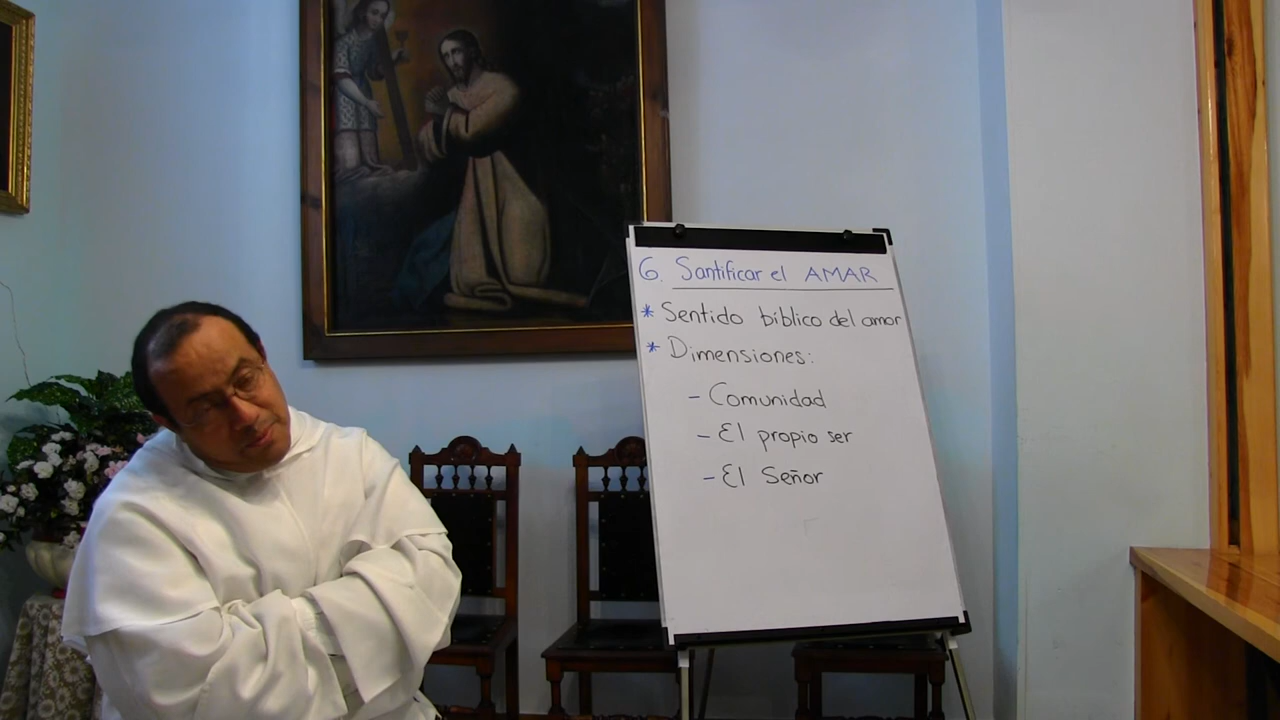 6. Santificar el AMAR
* Sentido bíblico del amor
* Dimensiones:
- Comunidad
- El propio ser
- El Señor